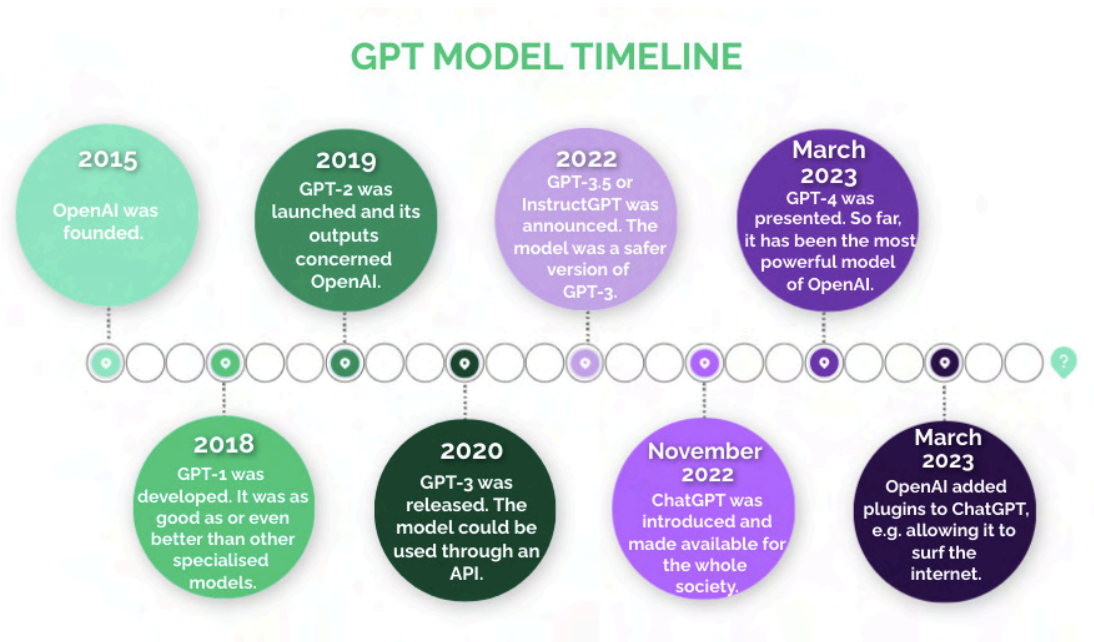 GPT MODEL TIMELINE
2015
OpenAI was
founded.
2018
GPT-1 was
developed. It was as
good as or even
better than other
specialised
models.
2019
GPT-2 was
launched and its
outputs
concerned
OpenAI.
2020
GPT-3 was
released. The
model could be
used through an
API.
2022
GPT-3.5 or
InstructGPT was
announced. The
model was a safer
version of
GPT-3.
November
2022
ChatGPT was
introduced and
made available for
the whole
society.
March
2023
GPT-4 was
presented. So far,
it has been the most
powerful model
of OpenAI.
March
2023
OpenAI added
plugins to ChatGPT,
e.g. allowing it to
surf the
internet.
?